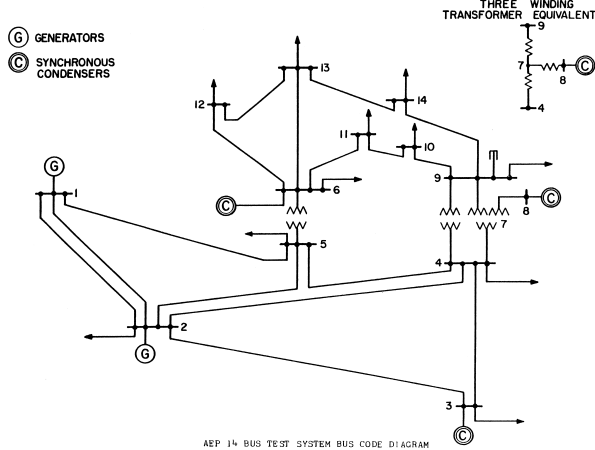 THREE WINDING
TRANSFORMER EQUIVALENT
9
7
C
8
4
G GENERATORS
C SYNCHRONOUS
CONDENSERS
13
12
14
11
10
G
1
9
C
6
C
8
7
5
4
2
G
3
C
AEP 14 BUS TEST SYSTEM BUS CODE DIAGRAM